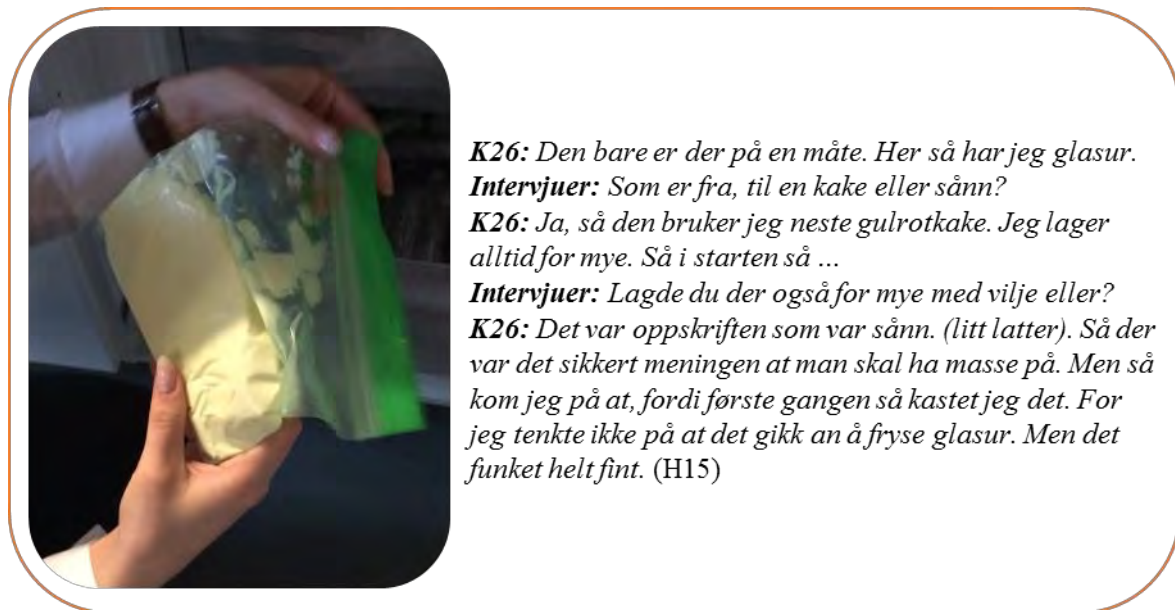 K26: Den bare er der på en måte. Her så har jeg glasur.
Intervjuer: Som er fra, til en kake eller sånn?
K26: Ja, så den bruker jeg neste gulrotkake. Jeg lager
alltid for mye. Så i starten så ...
Intervjuer: Lagde du der også for mye med vilje eller?
K26: Det var oppskriften som var sånn. (litt latter). Så der
var det sikkert meningen at man skal ha masse på. Men så
kom jeg på at, fordi første gangen så kastet jeg det. For
jeg tenkte ikke på at det gikk an å fryse glasur. Men det
funket helt fint. (H15)